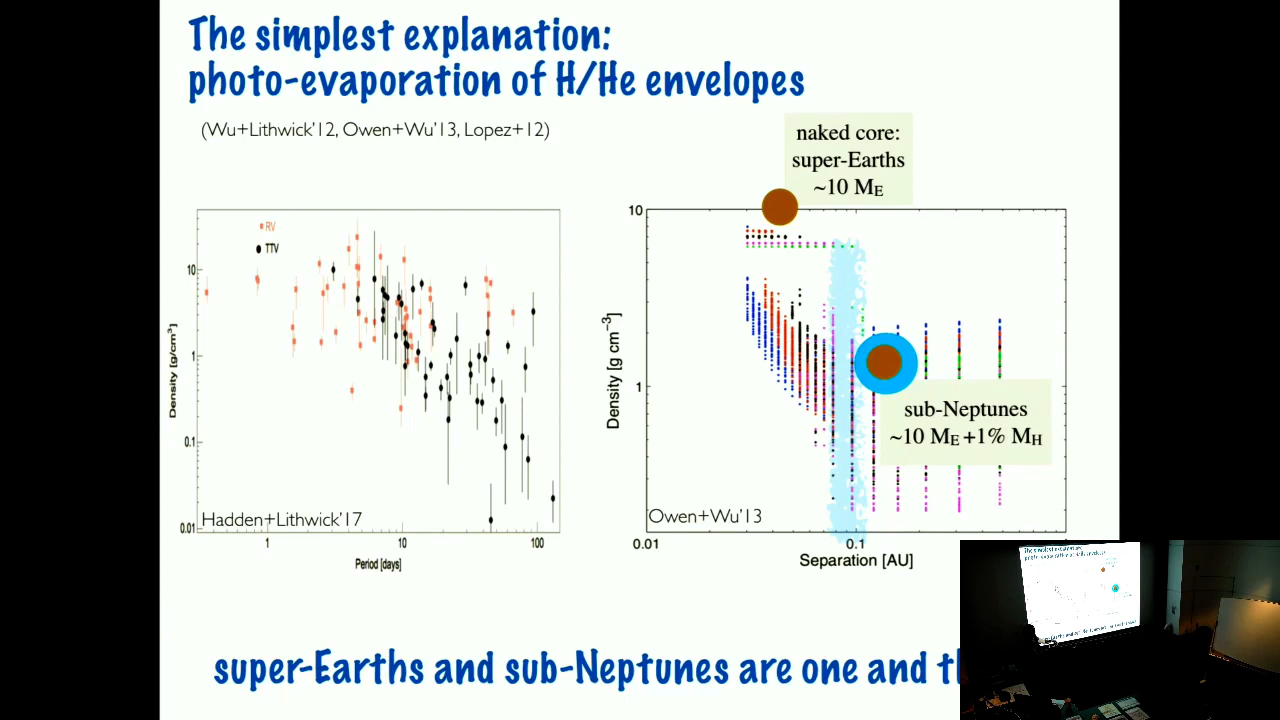 The simplest explanation:
photo-evaporation of H/He envelopes
(Wu+Lithwick'12, Owen+Wu'13, Lopez+12)
naked core:
super-Earths
~10 ME
RV
TTV
10
1
0.1
0.01
Density [g/cm³]
Hadden+Lithwick'17
1
10
100
Period [days]
10
1
Density [g cm⁻³]
sub-Neptunes
~10 ME +1% MH
Owen+Wu'13
0.01
0.1
Separation [AU]
super-Earths and sub-Neptunes are one and